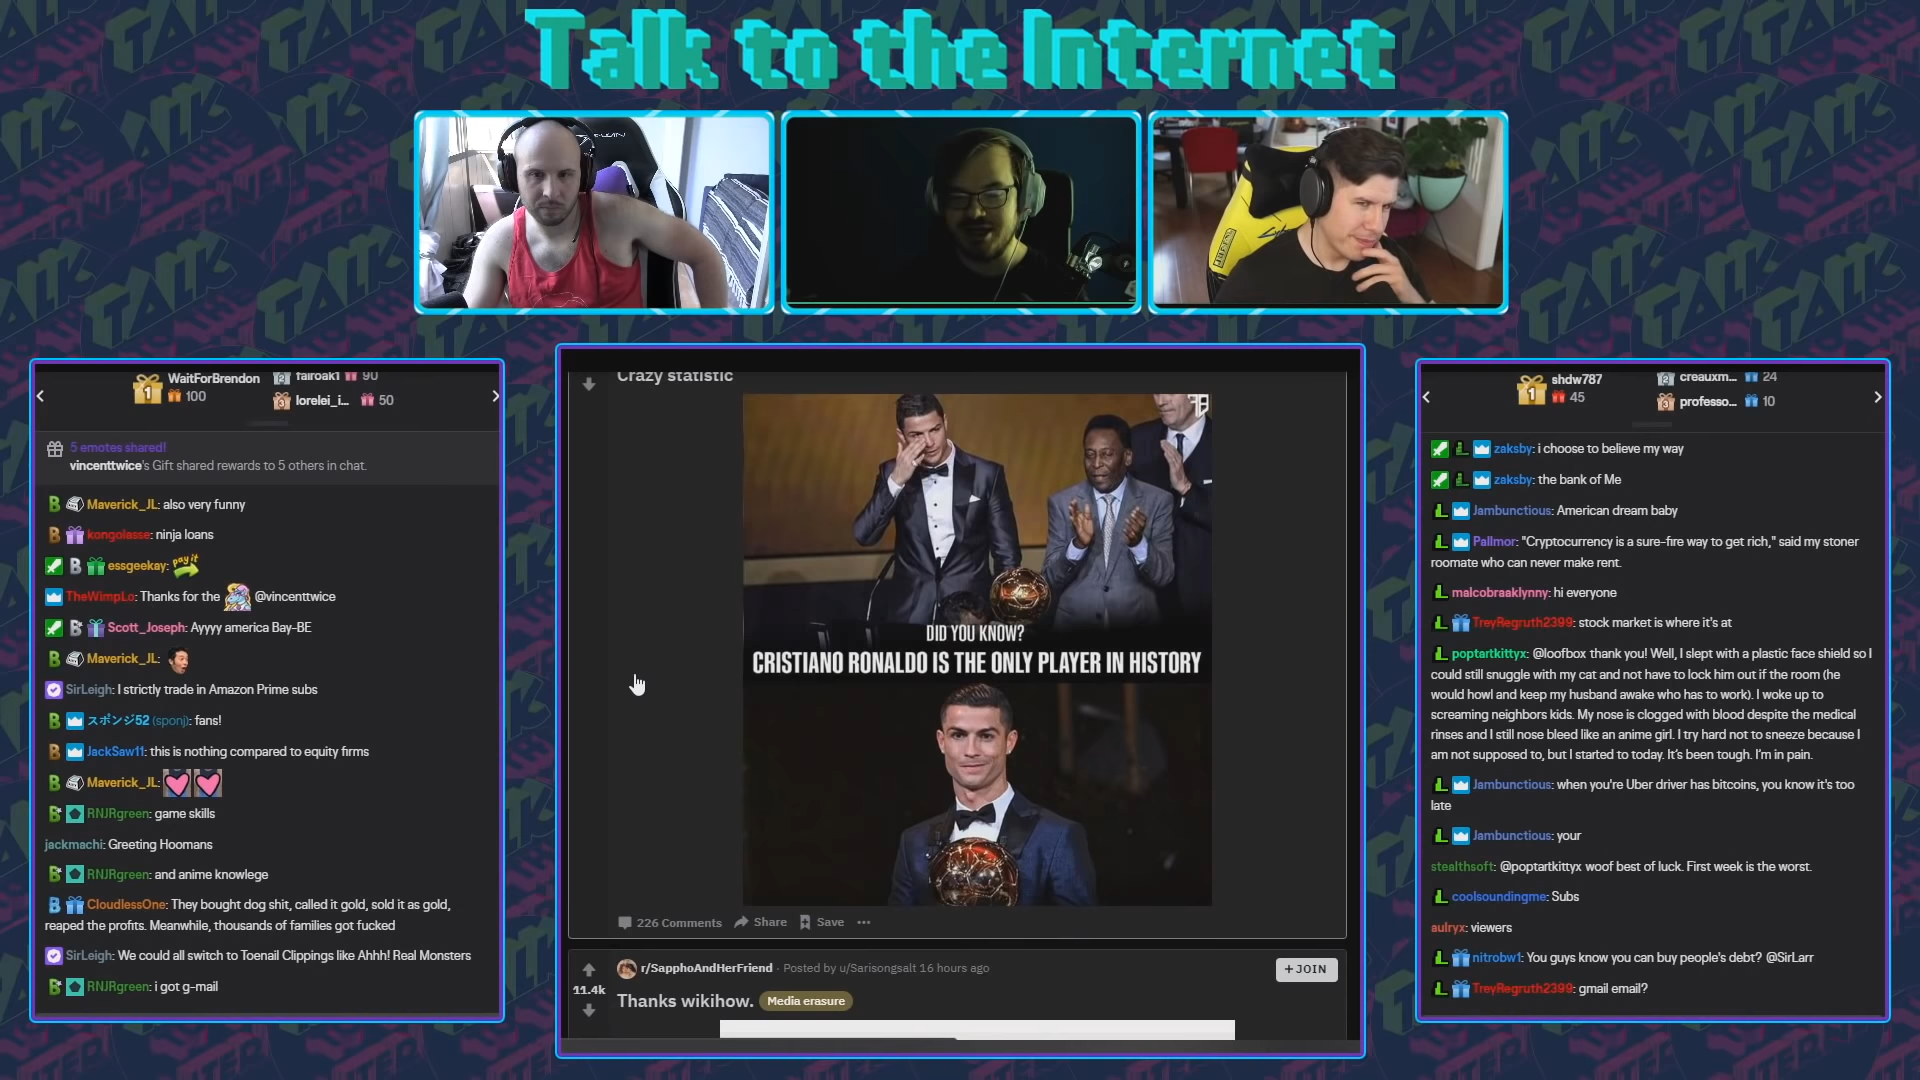 Talk to the Internet
WaitForBrendon
100
fairoak1 90
lorelei_i... 50
5 emotes shared!
vincenttwice's Gift shared rewards to 5 others in chat.
Maverick_JL: also very funny
kongolasse: ninja loans
essgeekay: pay it
TheWimpLo: Thanks for the @vincenttwice
Scott_Joseph: Ayyyy america Bay-BE
Maverick_JL:
SirLeigh: I strictly trade in Amazon Prime subs
スポンジ52 (sponj): fans!
JackSaw11: this is nothing compared to equity firms
Maverick_JL:
RNJRgreen: game skills
jackmachi: Greeting Hoomans
RNJRgreen: and anime knowlege
CloudlessOne: They bought dog shit, called it gold, sold it as gold,
reaped the profits. Meanwhile, thousands of families got fucked
SirLeigh: We could all switch to Toenail Clippings like Ahhh! Real Monsters
RNJRgreen: i got g-mail
Crazy statistic
DID YOU KNOW?
CRISTIANO RONALDO IS THE ONLY PLAYER IN HISTORY
226 Comments Share Save
r/SapphoAndHerFriend · Posted by u/Sarisongsalt 16 hours ago
+ JOIN
11.4k
Thanks wikihow. Media erasure
shdw787
45
creauxm... 24
professo... 10
zaksby: i choose to believe my way
zaksby: the bank of Me
Jambunctious: American dream baby
Pallmor: "Cryptocurrency is a sure-fire way to get rich," said my stoner
roomate who can never make rent.
malcobraaklynny: hi everyone
TreyRegruth2399: stock market is where it's at
poptartkittyx: @loofbox thank you! Well, I slept with a plastic face shield so I
could still snuggle with my cat and not have to lock him out if the room (he
would howl and keep my husband awake who has to work). I woke up to
screaming neighbors kids. My nose is clogged with blood despite the medical
rinses and I still nose bleed like an anime girl. I try hard not to sneeze because I
am not supposed to, but I started to today. It's been tough. I'm in pain.
Jambunctious: when you're Uber driver has bitcoins, you know it's too
late
Jambunctious: your
stealthsoft: @poptartkittyx woof best of luck. First week is the worst.
coolsoundingme: Subs
aulryx: viewers
nitrobw1: You guys know you can buy people's debt? @SirLarr
TreyRegruth2399: gmail email?